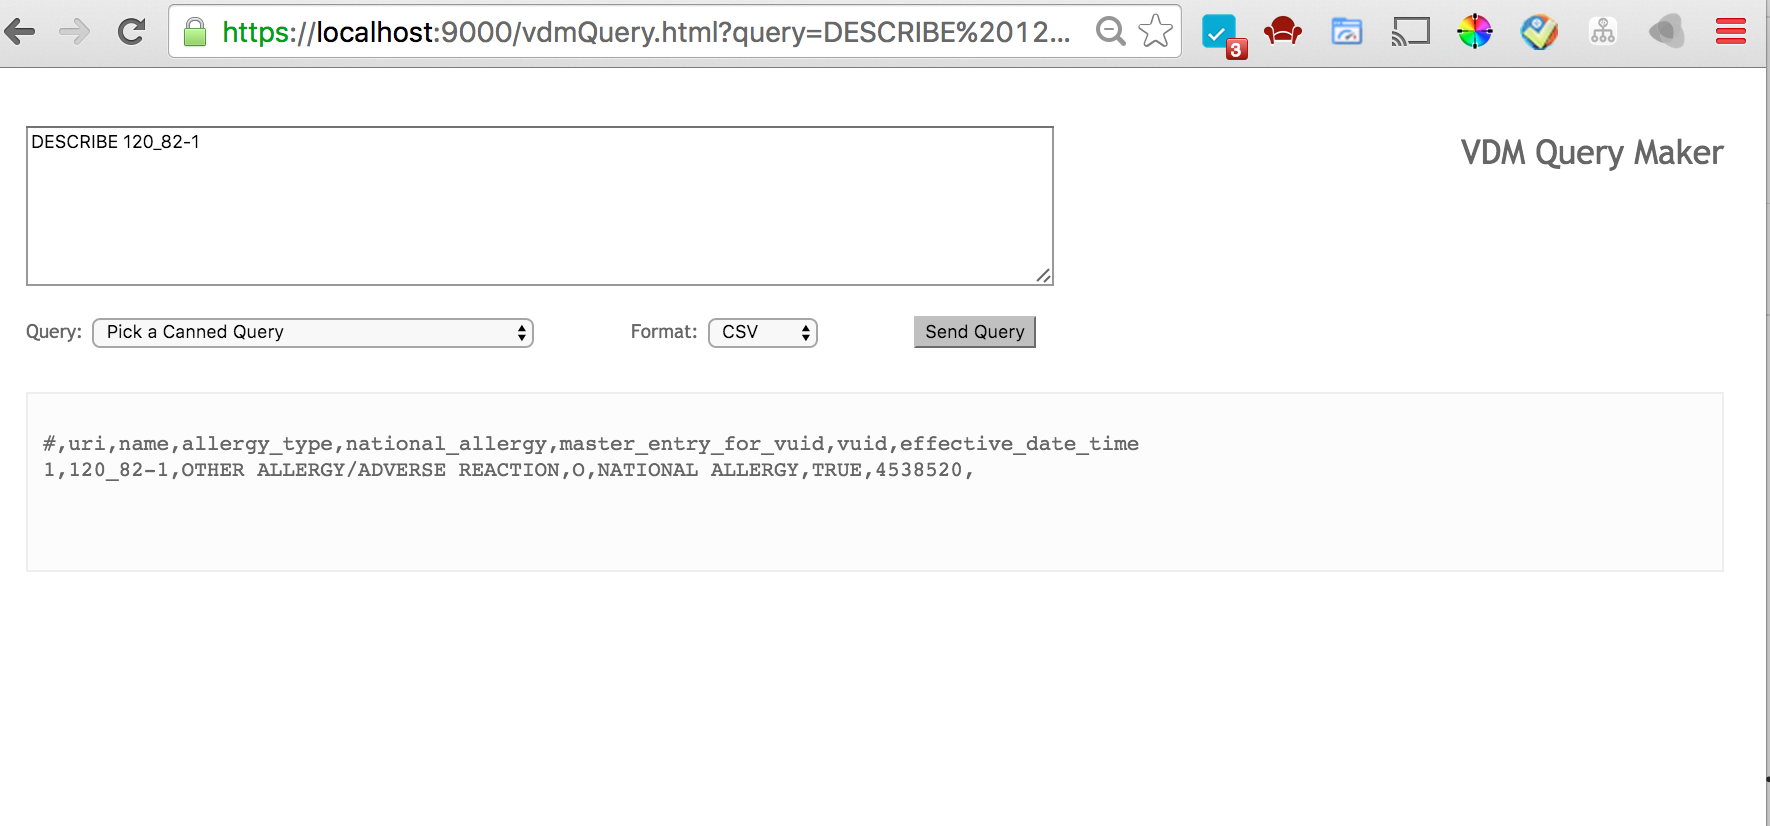 https://localhost:9000/vdmQuery.html?query=DESCRIBE%2012...
3
DESCRIBE 120_82-1
VDM Query Maker
Query: Pick a Canned Query Format: CSV Send Query
#,uri,name,allergy_type,national_allergy,master_entry_for_vuid,vuid,effective_date_time
1,120_82-1,OTHER ALLERGY/ADVERSE REACTION,O,NATIONAL ALLERGY,TRUE,4538520,